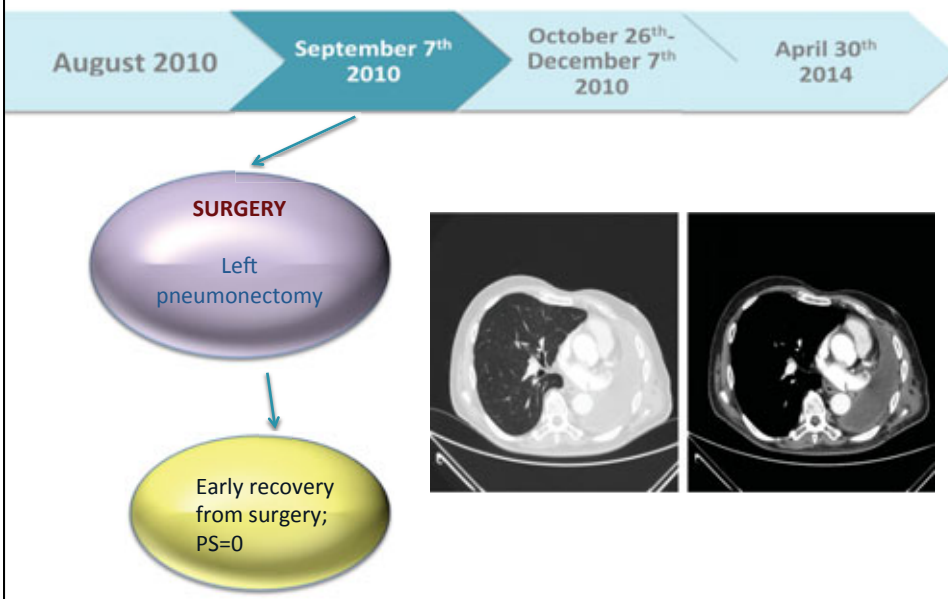 August 2010
September 7th
2010
October 26th-
December 7th
2010
April 30th
2014
SURGERY
Left
pneumonectomy
Early recovery
from surgery;
PS=0